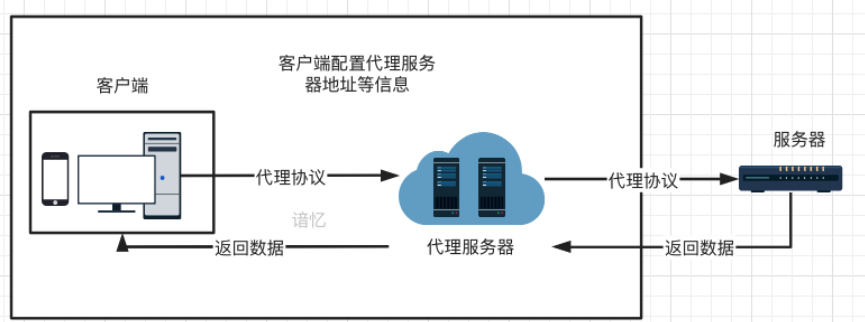 客户端配置代理服务
器地址等信息
客户端
服务器
代理协议
代理协议
谙忆
返回数据
代理服务器
返回数据